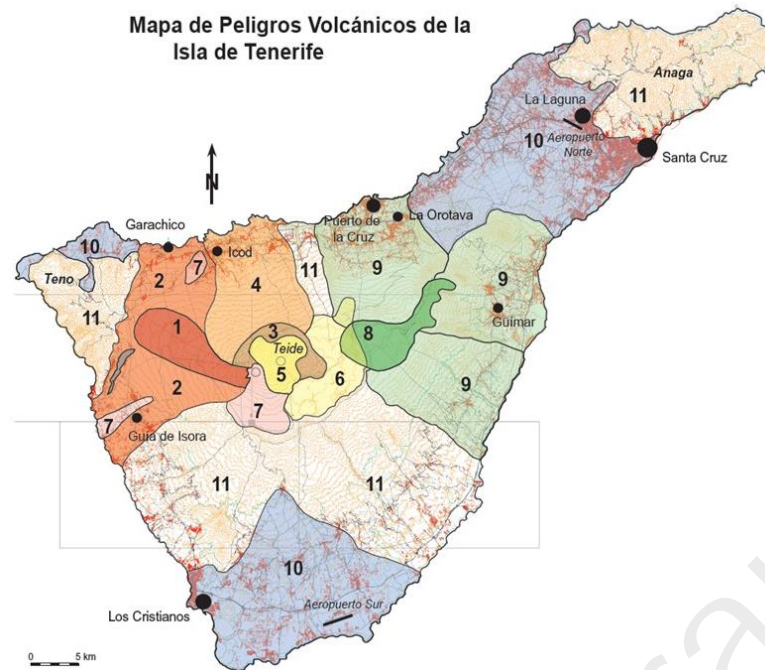 Mapa de Peligros Volcánicos de la
Isla de Tenerife
Anaga
La Laguna
11
10
Aeropuerto
Norte
Santa Cruz
N
Garachico
Puerto de
la Cruz
La Orotava
10
Icod
Teno
2
7
4
11
9
9
11
Güimar
1
3
8
Teide
5
6
2
7
9
7
Guia de Isora
11
11
10
Los Cristianos
Aeropuerto Sur
0
5 km